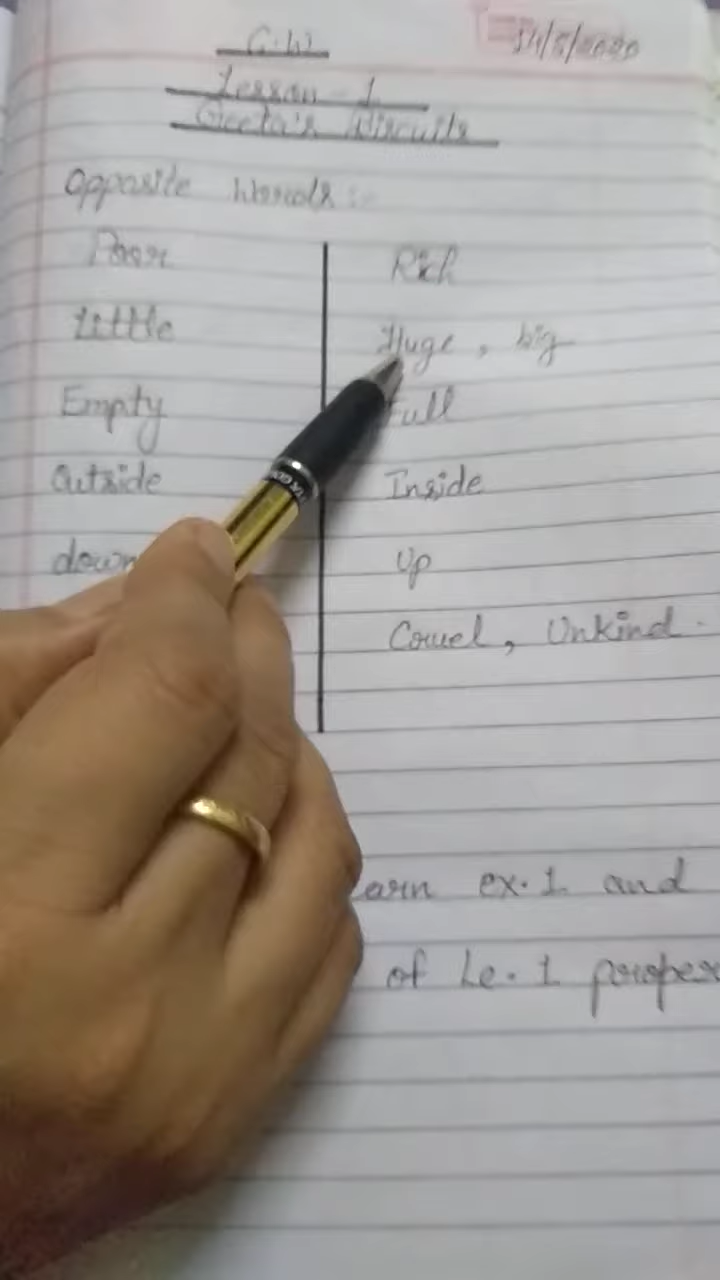 C.W
Lesson - 1
Geeta's Biscuits
Opposite Words :-
Poor Rich
Little Huge, big
Empty Full
Outside Inside
down Up
Cruel, Unkind.
earn ex. 1 and
of Le. 1 proper